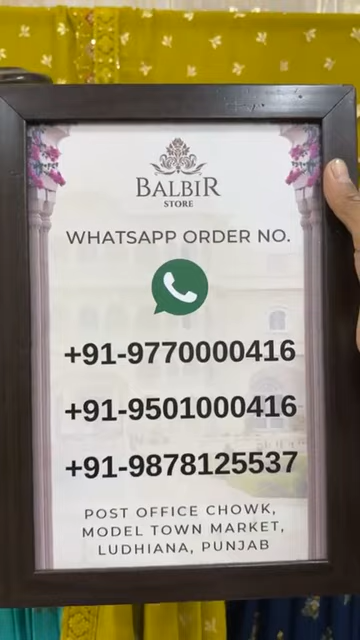 BALBIR
STORE
WHATSAPP ORDER NO.
+91-9770000416
+91-9501000416
+91-9878125537
POST OFFICE CHOWK,
MODEL TOWN MARKET,
LUDHIANA, PUNJAB